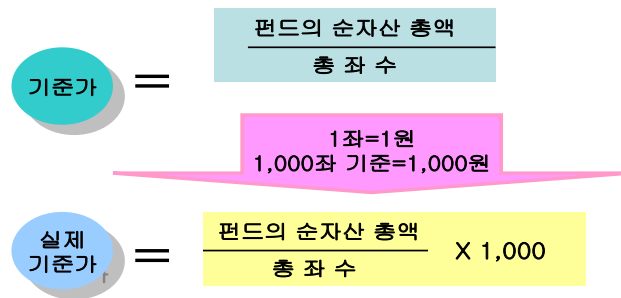 펀드의 순자산 총액
총 좌 수
기준가 =
1좌=1원
1,000좌 기준=1,000원
실제
기준가 =
펀드의 순자산 총액
총 좌 수
X 1,000